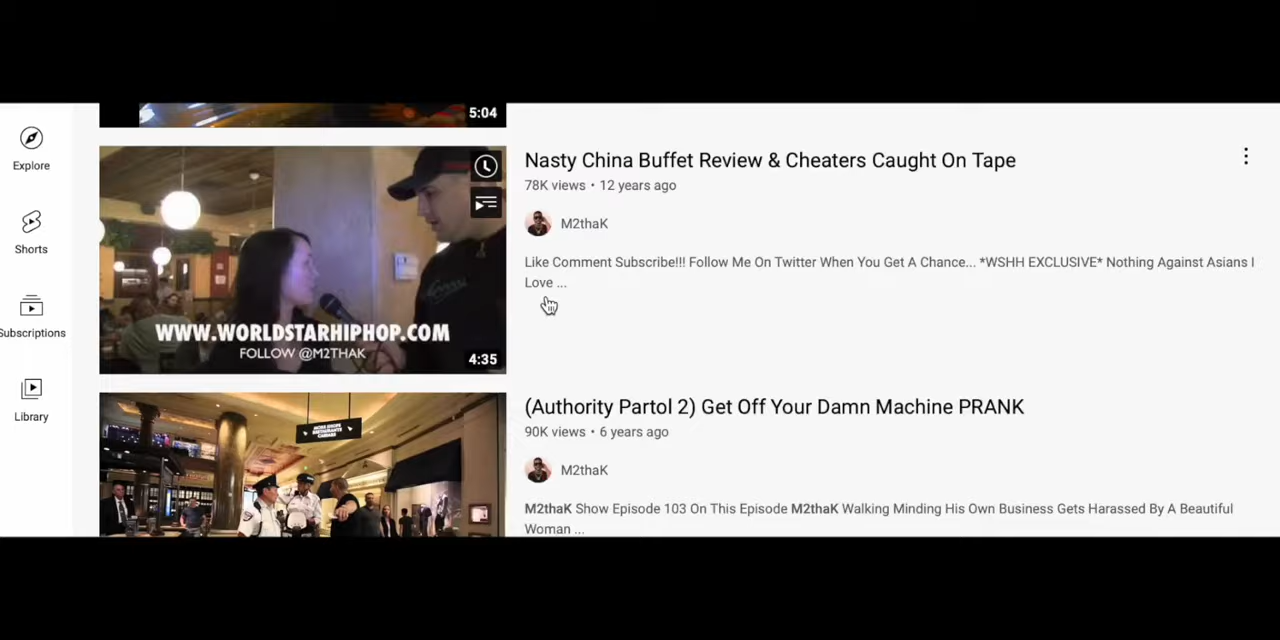 5:04
Explore
Shorts
Subscriptions
Library
WWW.WORLDSTARHIPHOP.COM
FOLLOW @M2THAK
4:35
Nasty China Buffet Review & Cheaters Caught On Tape
78K views • 12 years ago
M2thaK
Like Comment Subscribe!!! Follow Me On Twitter When You Get A Chance... *WSHH EXCLUSIVE* Nothing Against Asians I
Love ...
(Authority Partol 2) Get Off Your Damn Machine PRANK
90K views • 6 years ago
M2thaK
M2thaK Show Episode 103 On This Episode M2thaK Walking Minding His Own Business Gets Harassed By A Beautiful
Woman ...